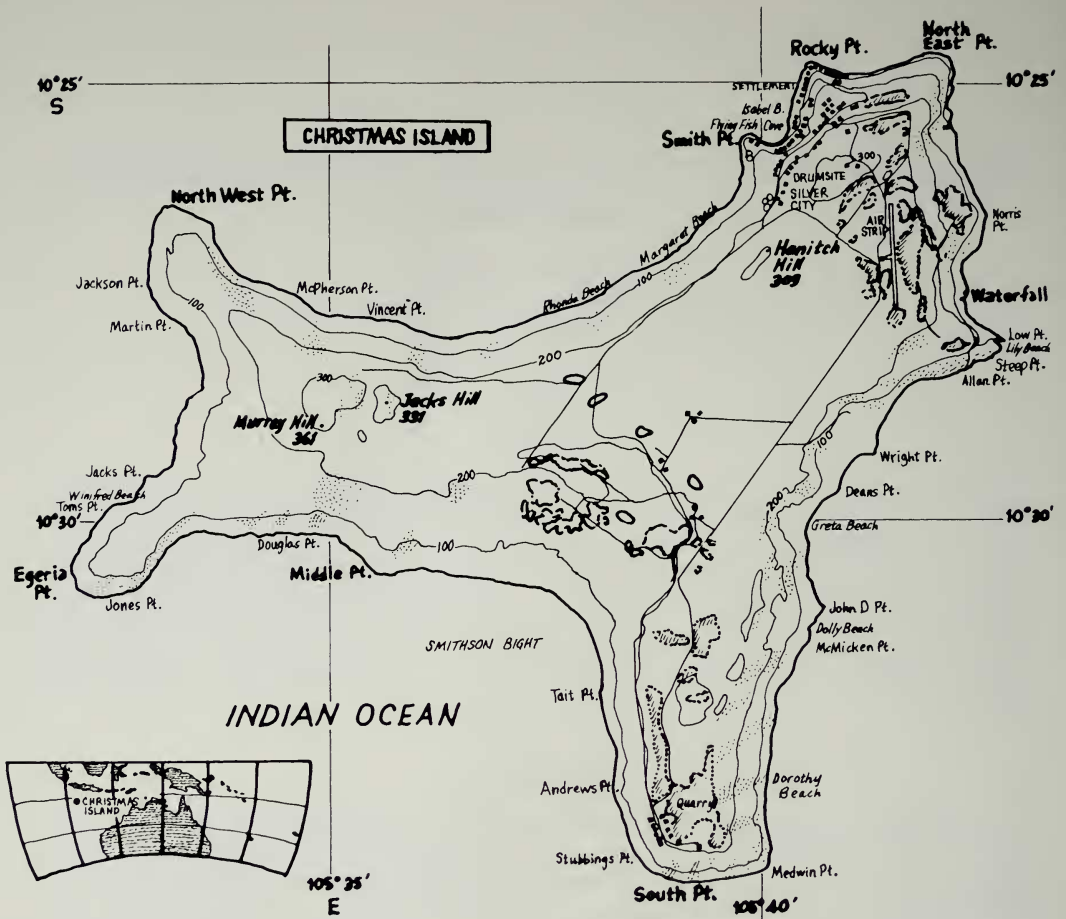 North
East Pt.
Rocky Pt.
10°25'
S
10°25'
SETTLEMENT
Isabel B.
Flying Fish Cove
CHRISTMAS ISLAND
Smith Pt.
300
DRUMSITE
SILVER
CITY
North West Pt.
AIR
STRIP
Norris
Pt.
Margaret Beach
Hanitch
Hill
309
Jackson Pt.
McPherson Pt.
100
Rhonda Beach
100
Vincent Pt.
Waterfall
Martin Pt.
Low Pt.
Lily Beach
200
Steep Pt.
Allan Pt.
300
Jacks Hill
331
Murray Hill
361
100
Wright Pt.
Jacks Pt.
200
Winifred Beach
Toms Pt.
Deans Pt.
200
10°30'
10°30'
Greta Beach
Douglas Pt.
100
Egeria
Pt.
Middle Pt.
Jones Pt.
John D Pt.
Dolly Beach
McMicken Pt.
SMITHSON BIGHT
Tait Pt.
INDIAN OCEAN
Andrews Pt.
Dorothy
Beach
CHRISTMAS
ISLAND
Quarry
Stubbings Pt.
Medwin Pt.
South Pt.
105°35'
E
105°40'